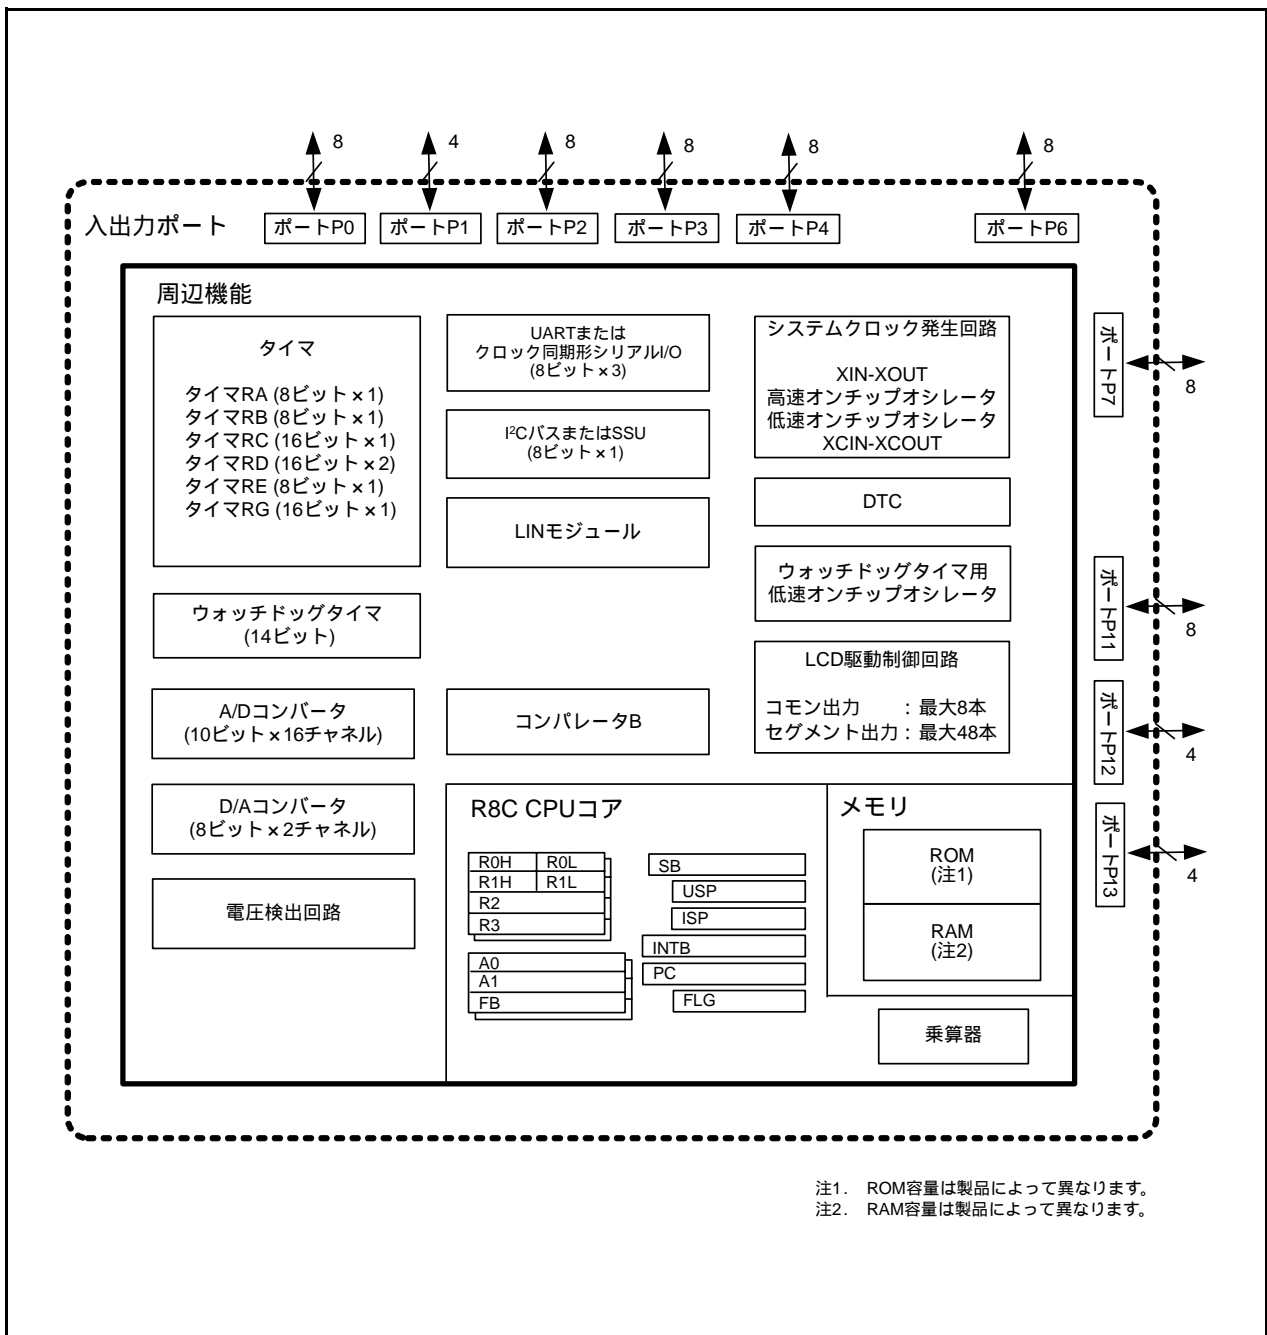 8
4
8
8
8
8
入出力ポート
ポートP0
ポートP1
ポートP2
ポートP3
ポートP4
ポートP6
周辺機能
タイマ
タイマRA (8ビット×1)
タイマRB (8ビット×1)
タイマRC (16ビット×1)
タイマRD (16ビット×2)
タイマRE (8ビット×1)
タイマRG (16ビット×1)
ウォッチドッグタイマ
(14ビット)
A/Dコンバータ
(10ビット×16チャネル)
D/Aコンバータ
(8ビット×2チャネル)
電圧検出回路
UARTまたは
クロック同期形シリアルI/O
(8ビット×3)
I²CバスまたはSSU
(8ビット×1)
LINモジュール
コンパレータB
システムクロック発生回路
XIN-XOUT
高速オンチップオシレータ
低速オンチップオシレータ
XCIN-XCOUT
DTC
ウォッチドッグタイマ用
低速オンチップオシレータ
LCD駆動制御回路
コモン出力 : 最大8本
セグメント出力 : 最大48本
ポートP7
8
ポートP11
8
ポートP12
4
ポートP13
4
R8C CPUコア
R0H R0L
R1H R1L
R2
R3
A0
A1
FB
SB
USP
ISP
INTB
PC
FLG
メモリ
ROM
(注1)
RAM
(注2)
乗算器
注1. ROM容量は製品によって異なります。
注2. RAM容量は製品によって異なります。